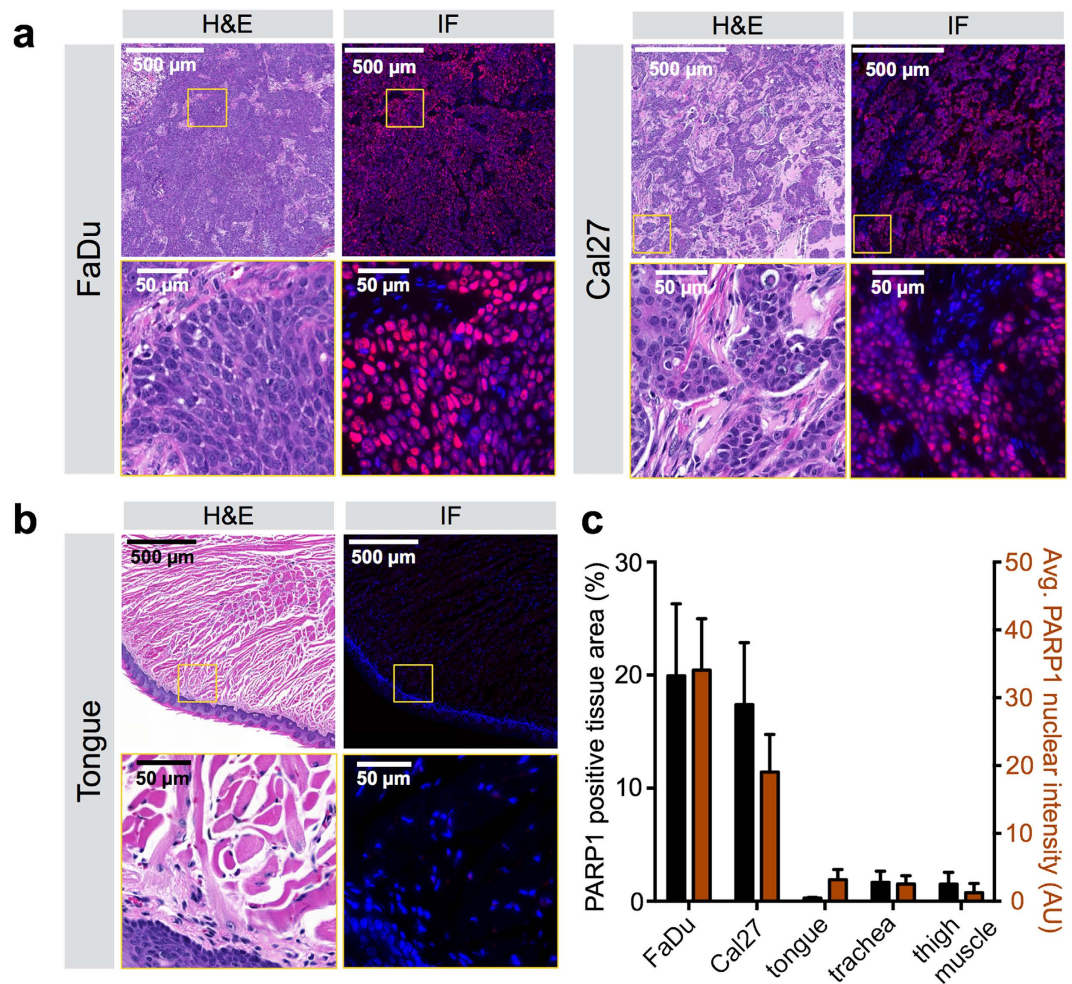 a
H&E
IF
H&E
IF
FaDu
500 µm
500 µm
50 µm
50 µm
Cal27
500 µm
500 µm
50 µm
50 µm
b
H&E
IF
Tongue
500 µm
500 µm
50 µm
50 µm
c
PARP1 positive tissue area (%)
30
20
10
0
Avg. PARP1 nuclear intensity (AU)
50
40
30
20
10
0
FaDu
Cal27
tongue
trachea
thigh
muscle